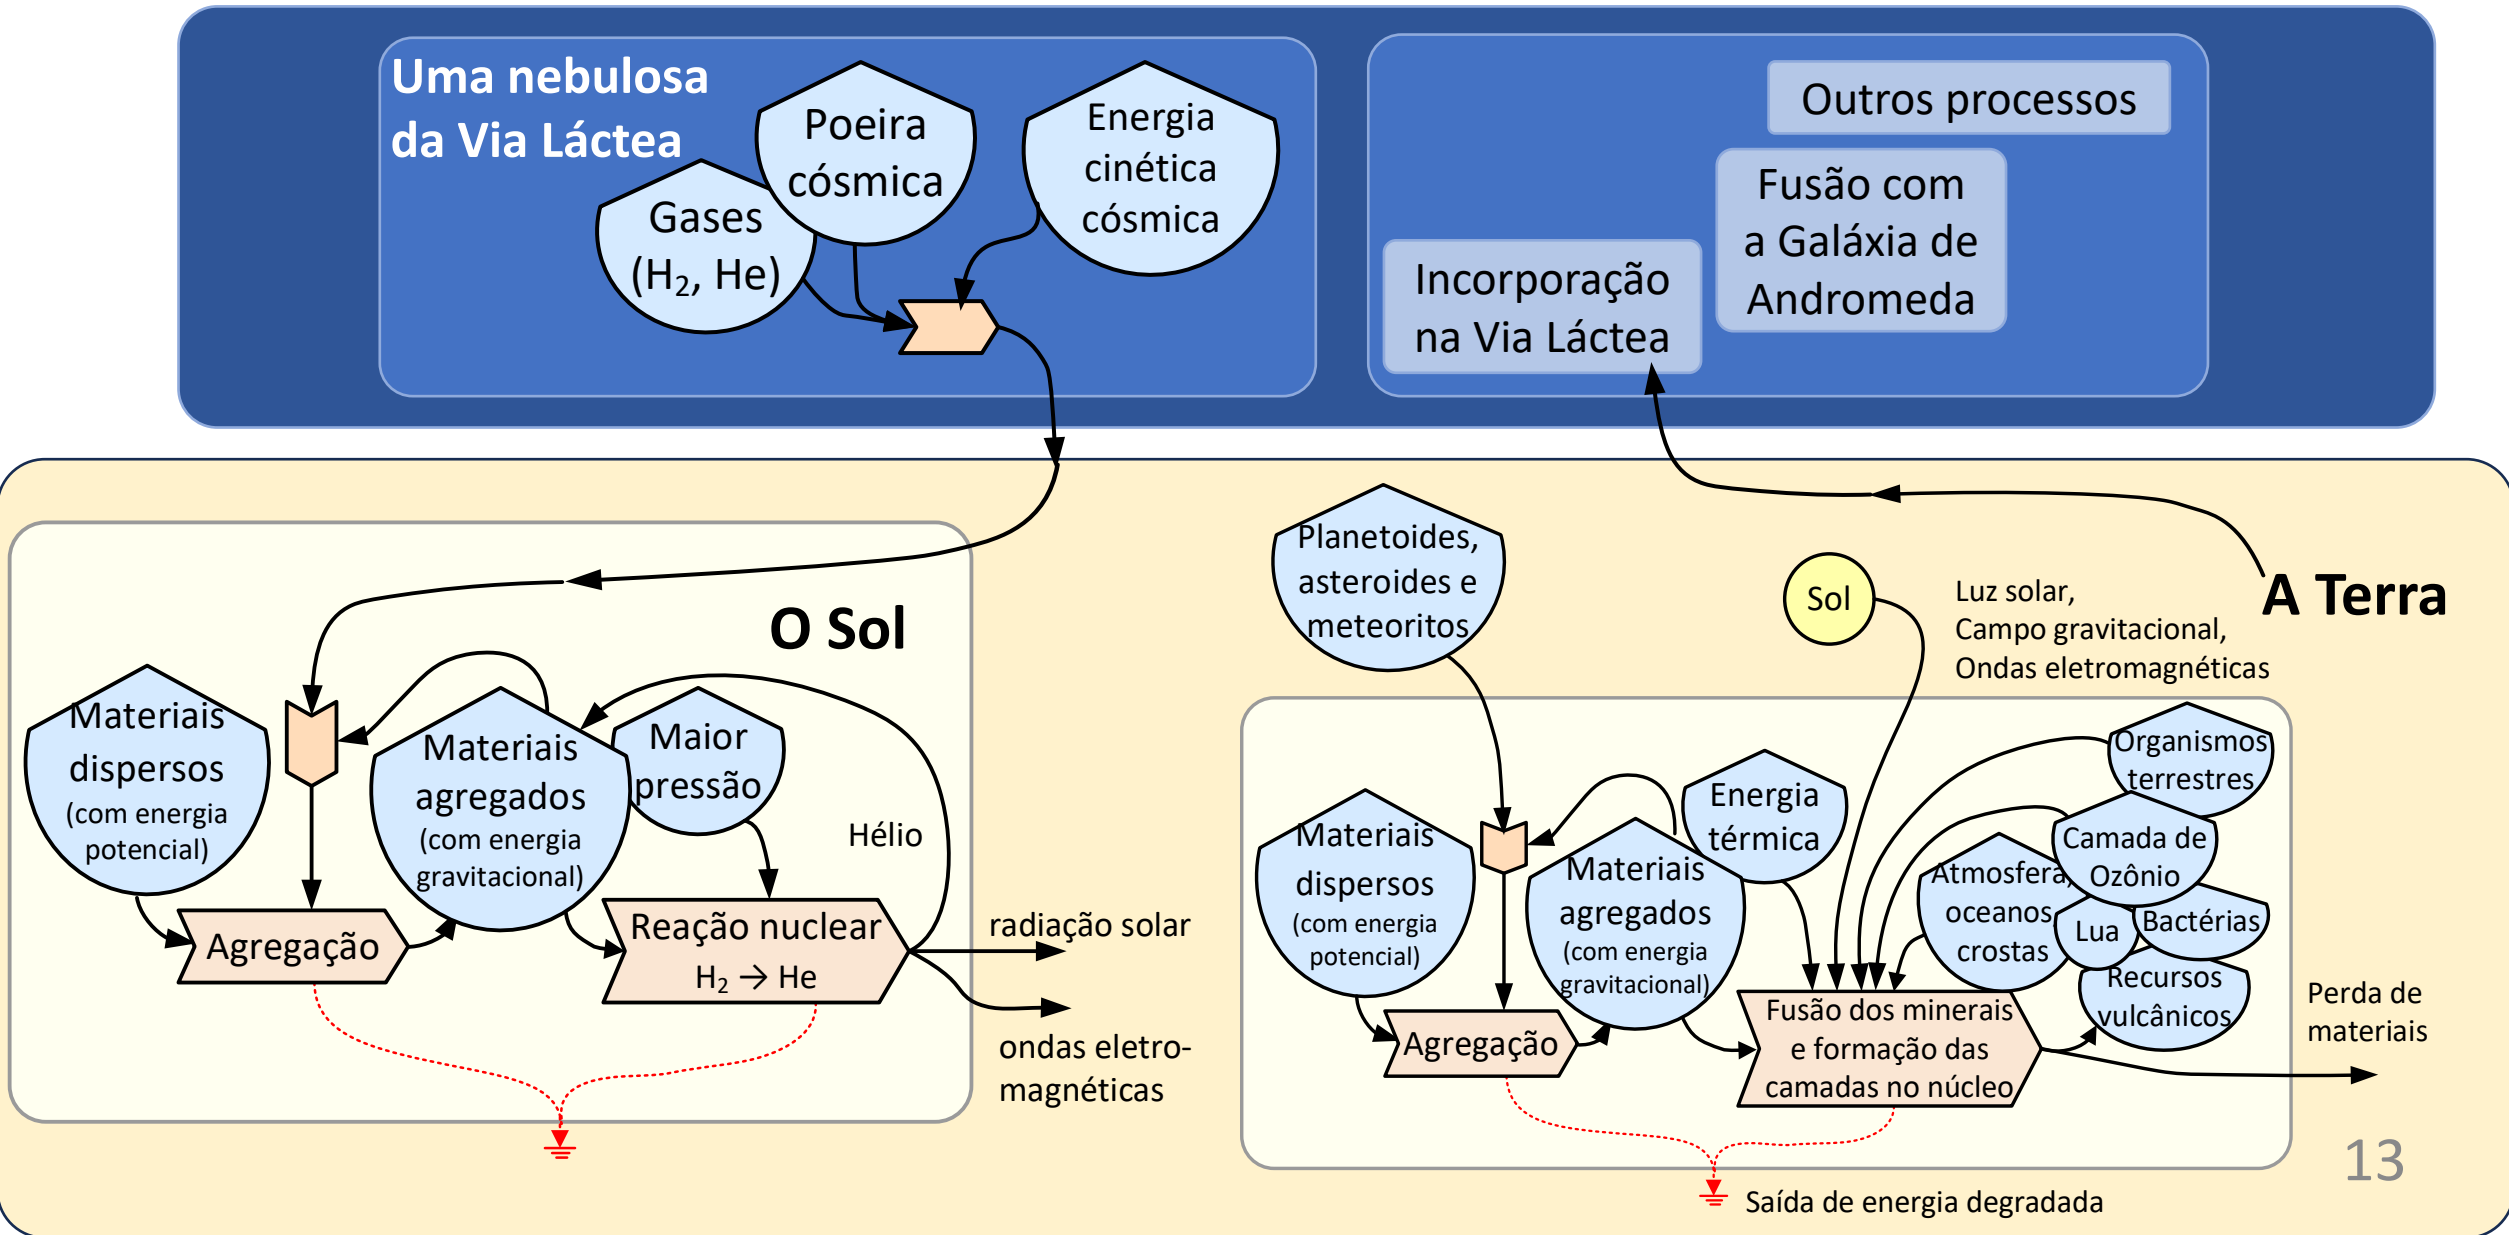 Uma nebulosa
da Via Láctea
Poeira
cósmica
Energia
cinética
cósmica
Gases
(H₂, He)
Outros processos
Fusão com
a Galáxia de
Andromeda
Incorporação
na Via Láctea
O Sol
Materiais
dispersos
(com energia
potencial)
Materiais
agregados
(com energia
gravitacional)
Maior
pressão
Hélio
Agregação
Reação nuclear
H₂ → He
radiação solar
ondas eletro-
magnéticas
Planetoides,
asteroides e
meteoritos
Sol
Luz solar,
Campo gravitacional,
Ondas eletromagnéticas
A Terra
Materiais
dispersos
(com energia
potencial)
Materiais
agregados
(com energia
gravitacional)
Energia
térmica
Organismos
terrestres
Camada de
Ozônio
Atmosfera,
oceanos
crostas
Lua
Bactérias
Recursos
vulcânicos
Agregação
Fusão dos minerais
e formação das
camadas no núcleo
Perda de
materiais
Saída de energia degradada
13